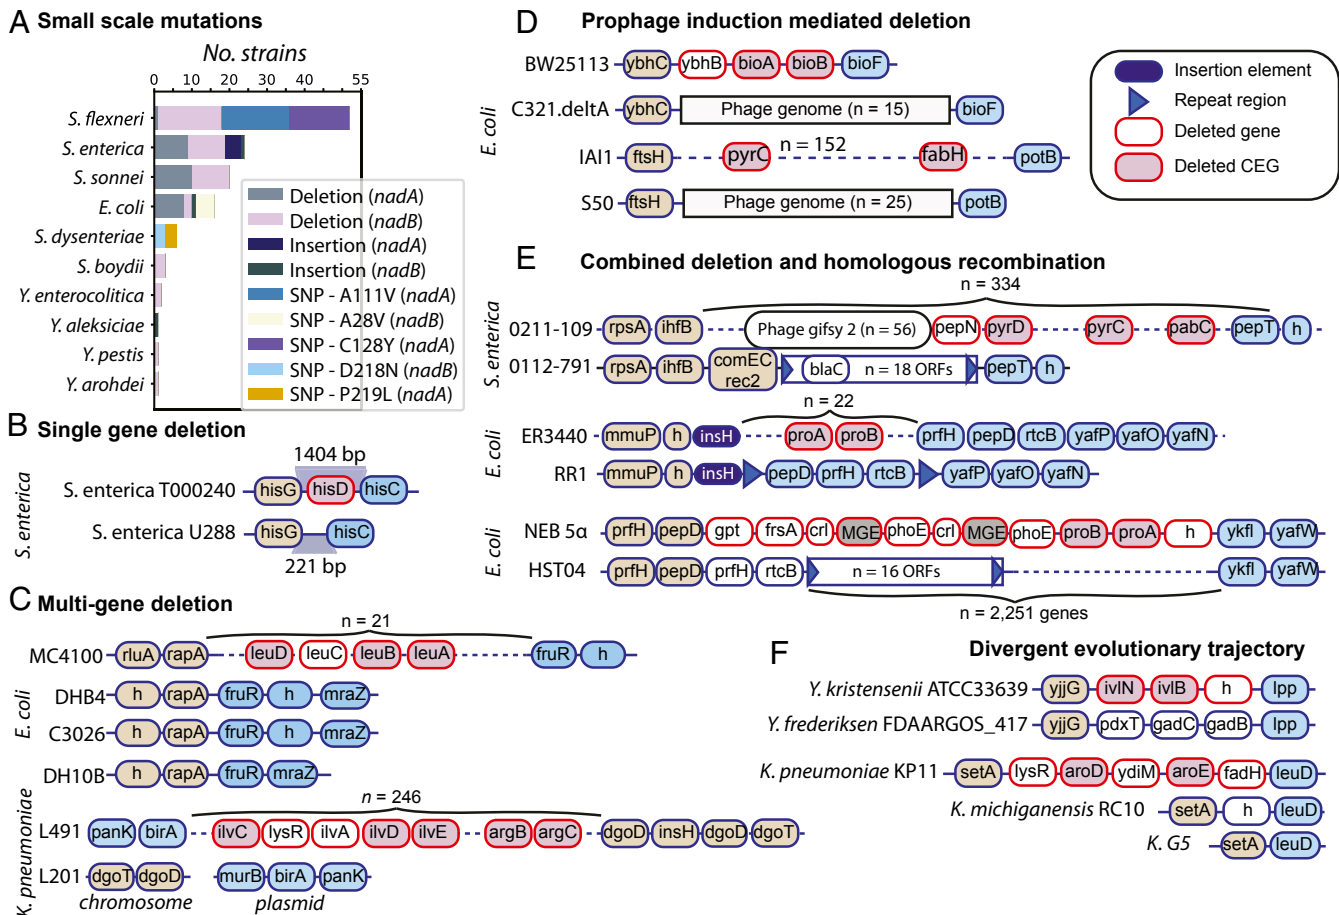 A Small scale mutations
No. strains
0 10 20 30 40 55
S. flexneri
S. enterica
S. sonnei
E. coli
S. dysenteriae
S. boydii
Y. enterocolitica
Y. aleksiciae
Y. pestis
Y. arohdei
Deletion (nadA)
Deletion (nadB)
Insertion (nadA)
Insertion (nadB)
SNP - A111V (nadA)
SNP - A28V (nadB)
SNP - C128Y (nadA)
SNP - D218N (nadB)
SNP - P219L (nadA)
B Single gene deletion
S. enterica
1404 bp
S. enterica T000240 hisG hisD hisC
S. enterica U288 hisG hisC
221 bp
C Multi-gene deletion
n = 21
E. coli
MC4100 rluA rapA leuD leuC leuB leuA fruR h
DHB4 h rapA fruR h mraZ
C3026 h rapA fruR h mraZ
DH10B h rapA fruR mraZ
K. pneumoniae
n = 246
L491 panK birA ilvC lysR ilvA ilvD ilvE argB argC dgoD insH dgoD dgoT
L201 dgoT dgoD murB birA panK
chromosome plasmid
D Prophage induction mediated deletion
E. coli
BW25113 ybhC ybhB bioA bioB bioF
C321.deltA ybhC Phage genome (n = 15) bioF
IAI1 ftsH pyrC n = 152 fabH potB
S50 ftsH Phage genome (n = 25) potB
Insertion element
Repeat region
Deleted gene
Deleted CEG
E Combined deletion and homologous recombination
n = 334
S. enterica
0211-109 rpsA ihfB Phage gifsy 2 (n = 56) pepN pyrD pyrC pabC pepT h
0112-791 rpsA ihfB comEC rec2 blaC n = 18 ORFs pepT h
n = 22
E. coli
ER3440 mmuP h insH proA proB prfH pepD rtcB yafP yafO yafN
RR1 mmuP h insH pepD prfH rtcB yafP yafO yafN
E. coli
NEB 5α prfH pepD gpt frsA crl MGE phoE crl MGE phoE proB proA h ykfI yafW
HST04 prfH pepD prfH rtcB n = 16 ORFs ykfI yafW
n = 2,251 genes
F Divergent evolutionary trajectory
Y. kristensenii ATCC33639 yjjG ivlN ivlB h lpp
Y. frederiksen FDAARGOS_417 yjjG pdxT gadC gadB lpp
K. pneumoniae KP11 setA lysR aroD ydiM aroE fadH leuD
K. michiganensis RC10 setA h leuD
K. G5 setA leuD